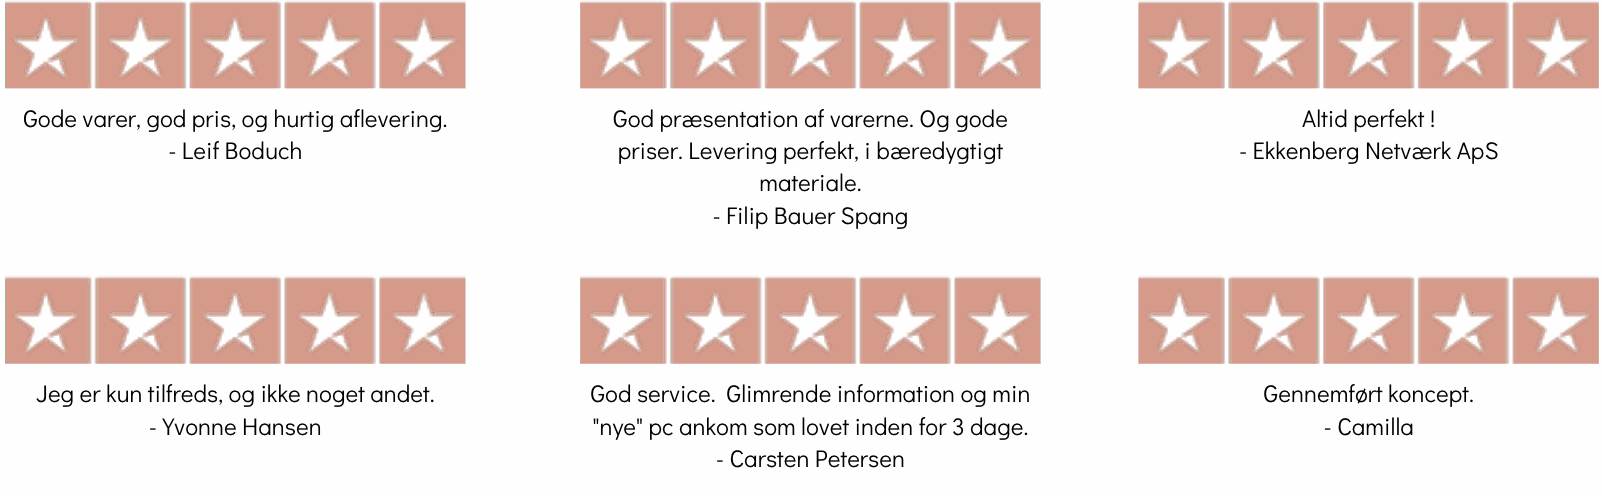 Gode varer, god pris, og hurtig aflevering.
- Leif Boduch
God præsentation af varerne. Og gode
priser. Levering perfekt, i bæredygtigt
materiale.
- Filip Bauer Spang
Altid perfekt !
- Ekkenberg Netværk ApS
Jeg er kun tilfreds, og ikke noget andet.
- Yvonne Hansen
God service.  Glimrende information og min
"nye" pc ankom som lovet inden for 3 dage.
- Carsten Petersen
Gennemført koncept.
- Camilla